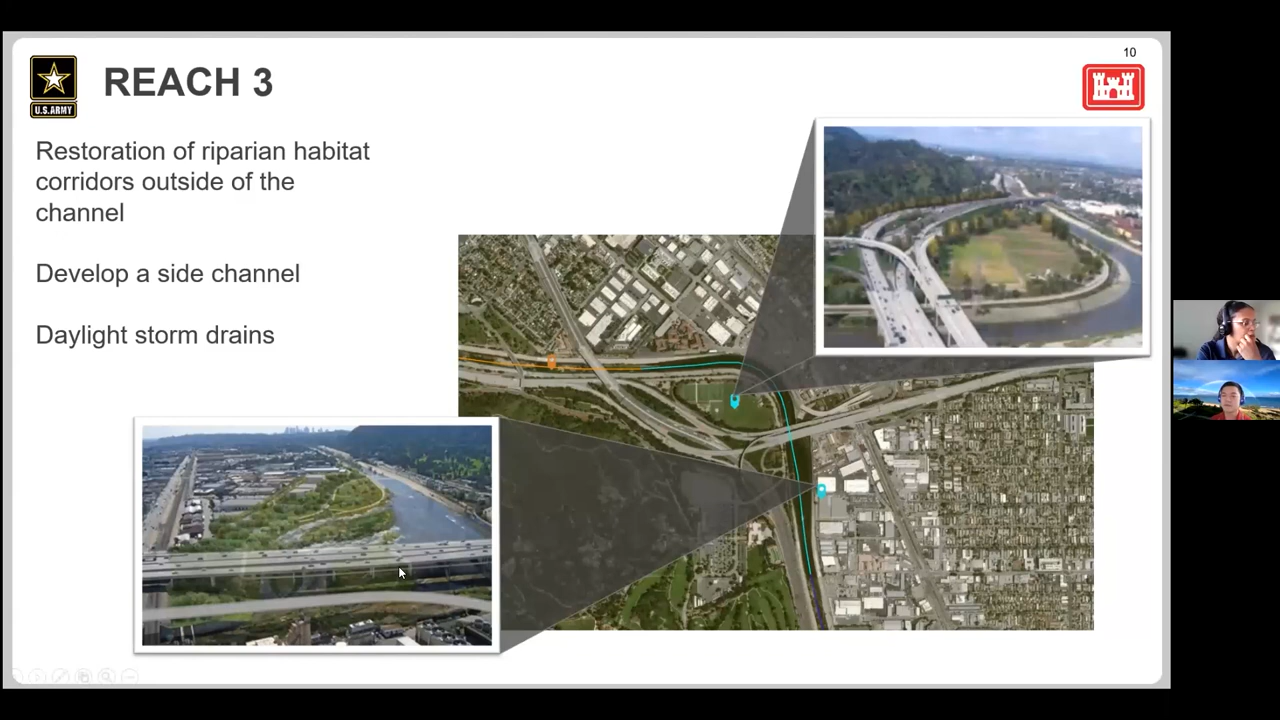 10
REACH 3
U.S.ARMY
Restoration of riparian habitat
corridors outside of the
channel
Develop a side channel
Daylight storm drains